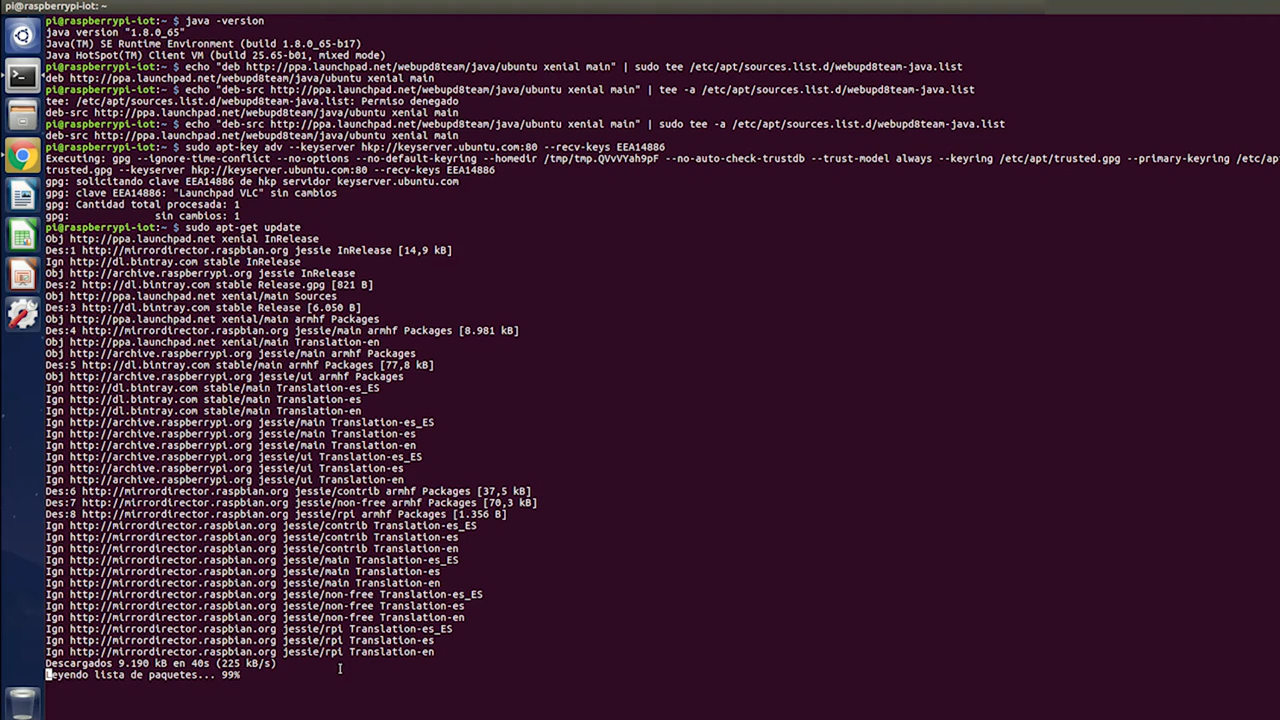 pi@raspberrypi-iot: ~
pi@raspberrypi-iot:~ $ java -version
java version "1.8.0_65"
Java(TM) SE Runtime Environment (build 1.8.0_65-b17)
Java HotSpot(TM) Client VM (build 25.65-b01, mixed mode)
pi@raspberrypi-iot:~ $ echo "deb http://ppa.launchpad.net/webupd8team/java/ubuntu xenial main" | sudo tee /etc/apt/sources.list.d/webupd8team-java.list
deb http://ppa.launchpad.net/webupd8team/java/ubuntu xenial main
pi@raspberrypi-iot:~ $ echo "deb-src http://ppa.launchpad.net/webupd8team/java/ubuntu xenial main" | tee -a /etc/apt/sources.list.d/webupd8team-java.list
tee: /etc/apt/sources.list.d/webupd8team-java.list: Permiso denegado
deb-src http://ppa.launchpad.net/webupd8team/java/ubuntu xenial main
pi@raspberrypi-iot:~ $ echo "deb-src http://ppa.launchpad.net/webupd8team/java/ubuntu xenial main" | sudo tee -a /etc/apt/sources.list.d/webupd8team-java.list
deb-src http://ppa.launchpad.net/webupd8team/java/ubuntu xenial main
pi@raspberrypi-iot:~ $ sudo apt-key adv --keyserver hkp://keyserver.ubuntu.com:80 --recv-keys EEA14886
Executing: gpg --ignore-time-conflict --no-options --no-default-keyring --homedir /tmp/tmp.QVvVYah9pF --no-auto-check-trustdb --trust-model always --keyring /etc/apt/trusted.gpg --primary-keyring /etc/ap
trusted.gpg --keyserver hkp://keyserver.ubuntu.com:80 --recv-keys EEA14886
gpg: solicitando clave EEA14886 de hkp servidor keyserver.ubuntu.com
gpg: clave EEA14886: "Launchpad VLC" sin cambios
gpg: Cantidad total procesada: 1
gpg:              sin cambios: 1
pi@raspberrypi-iot:~ $ sudo apt-get update
Obj http://ppa.launchpad.net xenial InRelease
Des:1 http://mirrordirector.raspbian.org jessie InRelease [14,9 kB]
Ign http://dl.bintray.com stable InRelease
Obj http://archive.raspberrypi.org jessie InRelease
Des:2 http://dl.bintray.com stable Release.gpg [821 B]
Obj http://ppa.launchpad.net xenial/main Sources
Des:3 http://dl.bintray.com stable Release [6.050 B]
Obj http://ppa.launchpad.net xenial/main armhf Packages
Des:4 http://mirrordirector.raspbian.org jessie/main armhf Packages [8.981 kB]
Obj http://ppa.launchpad.net xenial/main Translation-en
Obj http://archive.raspberrypi.org jessie/main armhf Packages
Des:5 http://dl.bintray.com stable/main armhf Packages [77,8 kB]
Obj http://archive.raspberrypi.org jessie/ui armhf Packages
Ign http://dl.bintray.com stable/main Translation-es_ES
Ign http://dl.bintray.com stable/main Translation-es
Ign http://dl.bintray.com stable/main Translation-en
Ign http://archive.raspberrypi.org jessie/main Translation-es_ES
Ign http://archive.raspberrypi.org jessie/main Translation-es
Ign http://archive.raspberrypi.org jessie/main Translation-en
Ign http://archive.raspberrypi.org jessie/ui Translation-es_ES
Ign http://archive.raspberrypi.org jessie/ui Translation-es
Ign http://archive.raspberrypi.org jessie/ui Translation-en
Des:6 http://mirrordirector.raspbian.org jessie/contrib armhf Packages [37,5 kB]
Des:7 http://mirrordirector.raspbian.org jessie/non-free armhf Packages [70,3 kB]
Des:8 http://mirrordirector.raspbian.org jessie/rpi armhf Packages [1.356 B]
Ign http://mirrordirector.raspbian.org jessie/contrib Translation-es_ES
Ign http://mirrordirector.raspbian.org jessie/contrib Translation-es
Ign http://mirrordirector.raspbian.org jessie/contrib Translation-en
Ign http://mirrordirector.raspbian.org jessie/main Translation-es_ES
Ign http://mirrordirector.raspbian.org jessie/main Translation-es
Ign http://mirrordirector.raspbian.org jessie/main Translation-en
Ign http://mirrordirector.raspbian.org jessie/non-free Translation-es_ES
Ign http://mirrordirector.raspbian.org jessie/non-free Translation-es
Ign http://mirrordirector.raspbian.org jessie/non-free Translation-en
Ign http://mirrordirector.raspbian.org jessie/rpi Translation-es_ES
Ign http://mirrordirector.raspbian.org jessie/rpi Translation-es
Ign http://mirrordirector.raspbian.org jessie/rpi Translation-en
Descargados 9.190 kB en 40s (225 kB/s)
Leyendo lista de paquetes... 99%